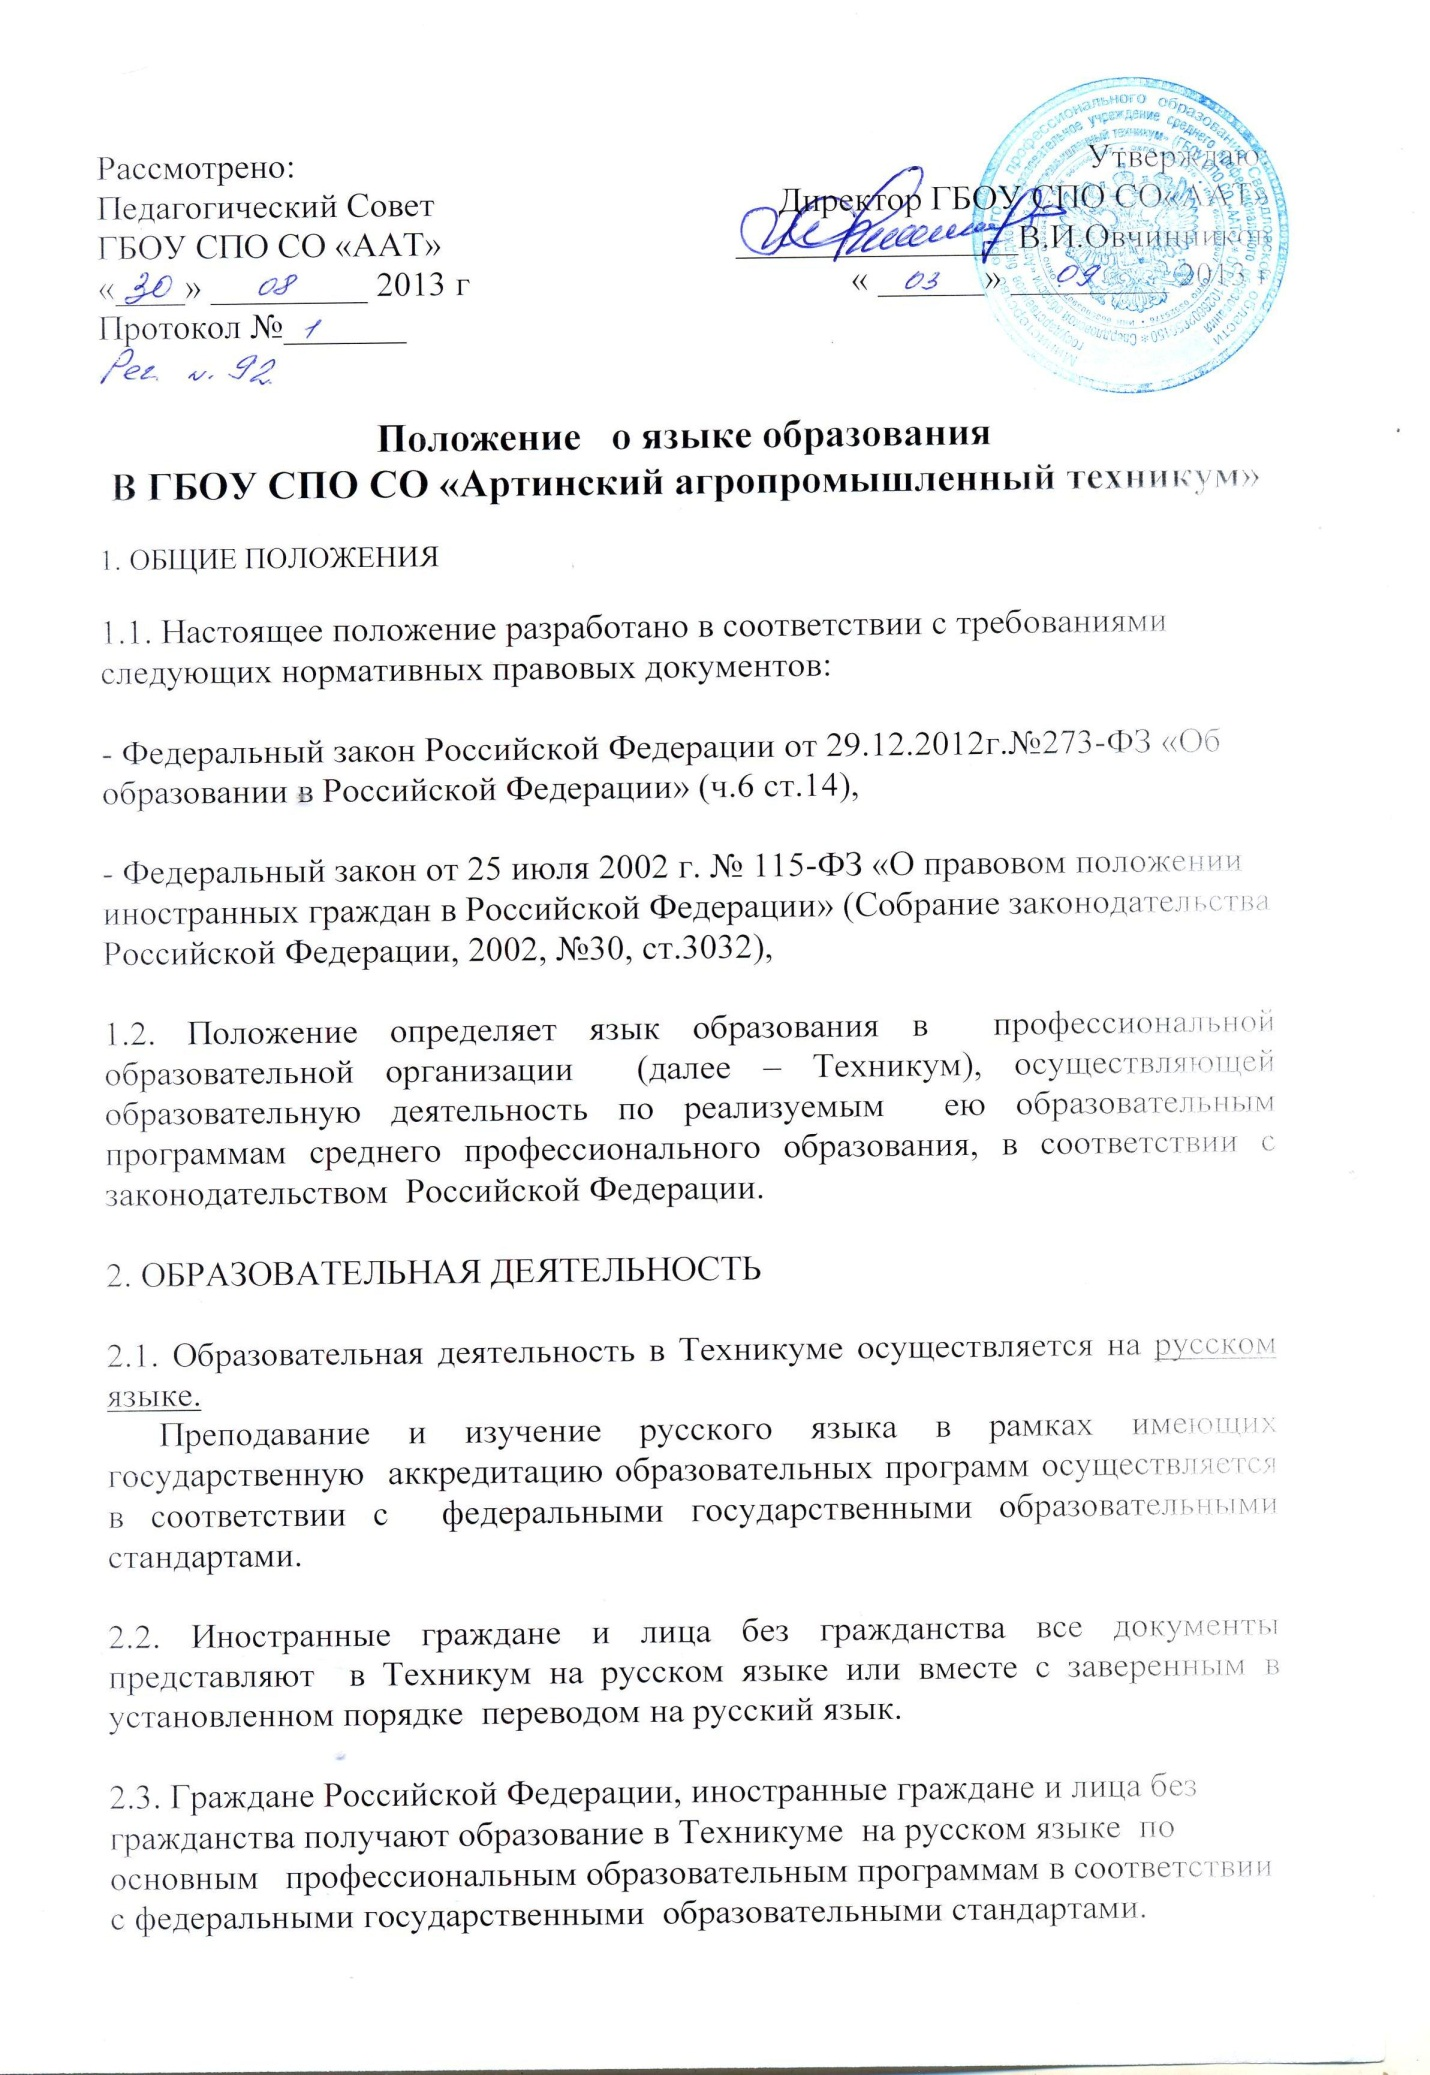 Рассмотрено:
Педагогический Совет
ГБОУ СПО СО «ААТ»
«30» 08 2013 г
Протокол № 1
Рег. н. 92
Утверждаю:
Директор ГБОУ СПО СО«ААТ»
В.И.Овчинников
« 03 » 09 2013 г
Положение о языке образования
В ГБОУ СПО СО «Артинский агропромышленный техникум»
1. ОБЩИЕ ПОЛОЖЕНИЯ
1.1. Настоящее положение разработано в соответствии с требованиями
следующих нормативных правовых документов:
- Федеральный закон Российской Федерации от 29.12.2012г.№273-ФЗ «Об
образовании в Российской Федерации» (ч.6 ст.14),
- Федеральный закон от 25 июля 2002 г. № 115-ФЗ «О правовом положении
иностранных граждан в Российской Федерации» (Собрание законодательства
Российской Федерации, 2002, №30, ст.3032),
1.2. Положение определяет язык образования в профессиональной
образовательной организации (далее – Техникум), осуществляющей
образовательную деятельность по реализуемым ею образовательным
программам среднего профессионального образования, в соответствии с
законодательством Российской Федерации.
2. ОБРАЗОВАТЕЛЬНАЯ ДЕЯТЕЛЬНОСТЬ
2.1. Образовательная деятельность в Техникуме осуществляется на русском
языке.
Преподавание и изучение русского языка в рамках имеющих
государственную аккредитацию образовательных программ осуществляется
в соответствии с федеральными государственными образовательными
стандартами.
2.2. Иностранные граждане и лица без гражданства все документы
представляют в Техникум на русском языке или вместе с заверенным в
установленном порядке переводом на русский язык.
2.3. Граждане Российской Федерации, иностранные граждане и лица без
гражданства получают образование в Техникуме на русском языке по
основным профессиональным образовательным программам в соответствии
с федеральными государственными образовательными стандартами.